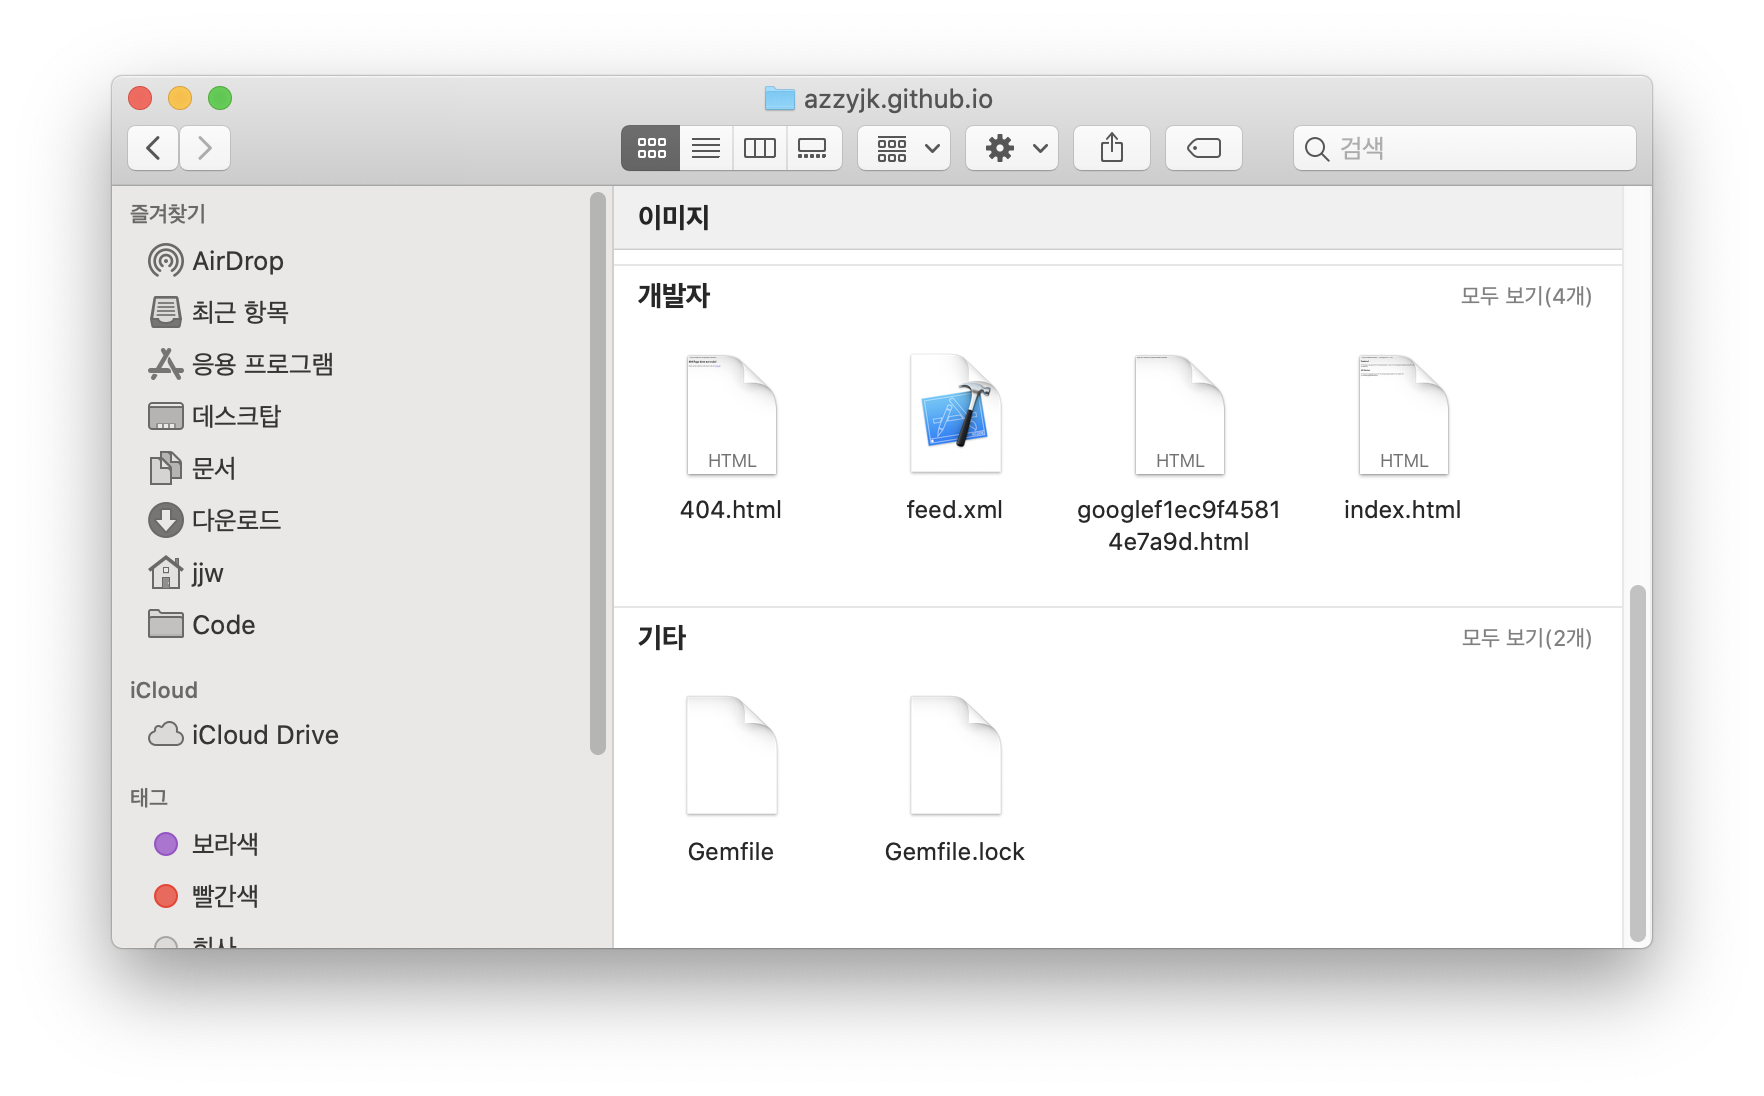 azzyjk.github.io
검색
즐겨찾기
AirDrop
최근 항목
응용 프로그램
데스크탑
문서
다운로드
jjw
Code
iCloud
iCloud Drive
태그
보라색
빨간색
회사
이미지
개발자
모두 보기(4개)
HTML
HTML
HTML
404.html
feed.xml
googlef1ec9f4581
4e7a9d.html
index.html
기타
모두 보기(2개)
Gemfile
Gemfile.lock